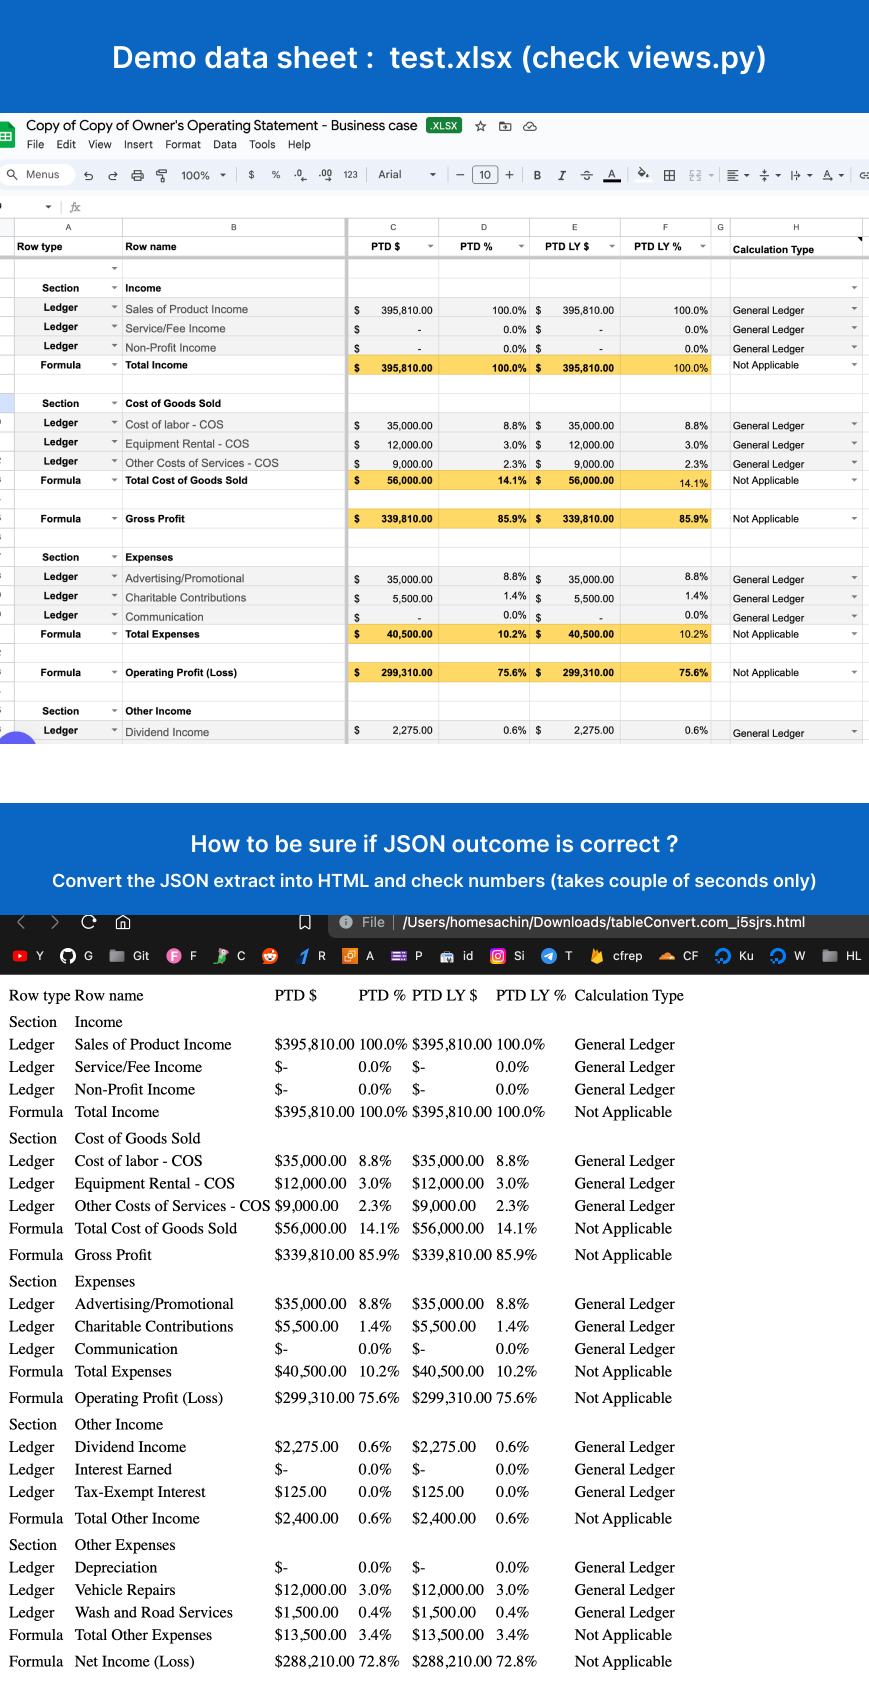 Demo data sheet :  test.xlsx (check views.py)
Copy of Copy of Owner's Operating Statement - Business case .XLSX
File Edit View Insert Format Data Tools Help
Menus 100% $ % .0 .00 123 Arial − 10 + B I S A
fx
A B C D E F G H
Row type Row name PTD $ PTD % PTD LY $ PTD LY % Calculation Type
Section Income
Ledger Sales of Product Income $ 395,810.00 100.0% $ 395,810.00 100.0% General Ledger
Ledger Service/Fee Income $ - 0.0% $ - 0.0% General Ledger
Ledger Non-Profit Income $ - 0.0% $ - 0.0% General Ledger
Formula Total Income $ 395,810.00 100.0% $ 395,810.00 100.0% Not Applicable
Section Cost of Goods Sold
Ledger Cost of labor - COS $ 35,000.00 8.8% $ 35,000.00 8.8% General Ledger
Ledger Equipment Rental - COS $ 12,000.00 3.0% $ 12,000.00 3.0% General Ledger
Ledger Other Costs of Services - COS $ 9,000.00 2.3% $ 9,000.00 2.3% General Ledger
Formula Total Cost of Goods Sold $ 56,000.00 14.1% $ 56,000.00 14.1% Not Applicable
Formula Gross Profit $ 339,810.00 85.9% $ 339,810.00 85.9% Not Applicable
Section Expenses
Ledger Advertising/Promotional $ 35,000.00 8.8% $ 35,000.00 8.8% General Ledger
Ledger Charitable Contributions $ 5,500.00 1.4% $ 5,500.00 1.4% General Ledger
Ledger Communication $ - 0.0% $ - 0.0% General Ledger
Formula Total Expenses $ 40,500.00 10.2% $ 40,500.00 10.2% Not Applicable
Formula Operating Profit (Loss) $ 299,310.00 75.6% $ 299,310.00 75.6% Not Applicable
Section Other Income
Ledger Dividend Income $ 2,275.00 0.6% $ 2,275.00 0.6% General Ledger
How to be sure if JSON outcome is correct ?
Convert the JSON extract into HTML and check numbers (takes couple of seconds only)
File /Users/homesachin/Downloads/tableConvert.com_i5sjrs.html
Y G Git F C R A P id Si T cfrep CF Ku W HL
Row type Row name PTD $ PTD % PTD LY $ PTD LY % Calculation Type
Section Income
Ledger Sales of Product Income $395,810.00 100.0% $395,810.00 100.0% General Ledger
Ledger Service/Fee Income $- 0.0% $- 0.0% General Ledger
Ledger Non-Profit Income $- 0.0% $- 0.0% General Ledger
Formula Total Income $395,810.00 100.0% $395,810.00 100.0% Not Applicable
Section Cost of Goods Sold
Ledger Cost of labor - COS $35,000.00 8.8% $35,000.00 8.8% General Ledger
Ledger Equipment Rental - COS $12,000.00 3.0% $12,000.00 3.0% General Ledger
Ledger Other Costs of Services - COS $9,000.00 2.3% $9,000.00 2.3% General Ledger
Formula Total Cost of Goods Sold $56,000.00 14.1% $56,000.00 14.1% Not Applicable
Formula Gross Profit $339,810.00 85.9% $339,810.00 85.9% Not Applicable
Section Expenses
Ledger Advertising/Promotional $35,000.00 8.8% $35,000.00 8.8% General Ledger
Ledger Charitable Contributions $5,500.00 1.4% $5,500.00 1.4% General Ledger
Ledger Communication $- 0.0% $- 0.0% General Ledger
Formula Total Expenses $40,500.00 10.2% $40,500.00 10.2% Not Applicable
Formula Operating Profit (Loss) $299,310.00 75.6% $299,310.00 75.6% Not Applicable
Section Other Income
Ledger Dividend Income $2,275.00 0.6% $2,275.00 0.6% General Ledger
Ledger Interest Earned $- 0.0% $- 0.0% General Ledger
Ledger Tax-Exempt Interest $125.00 0.0% $125.00 0.0% General Ledger
Formula Total Other Income $2,400.00 0.6% $2,400.00 0.6% Not Applicable
Section Other Expenses
Ledger Depreciation $- 0.0% $- 0.0% General Ledger
Ledger Vehicle Repairs $12,000.00 3.0% $12,000.00 3.0% General Ledger
Ledger Wash and Road Services $1,500.00 0.4% $1,500.00 0.4% General Ledger
Formula Total Other Expenses $13,500.00 3.4% $13,500.00 3.4% Not Applicable
Formula Net Income (Loss) $288,210.00 72.8% $288,210.00 72.8% Not Applicable